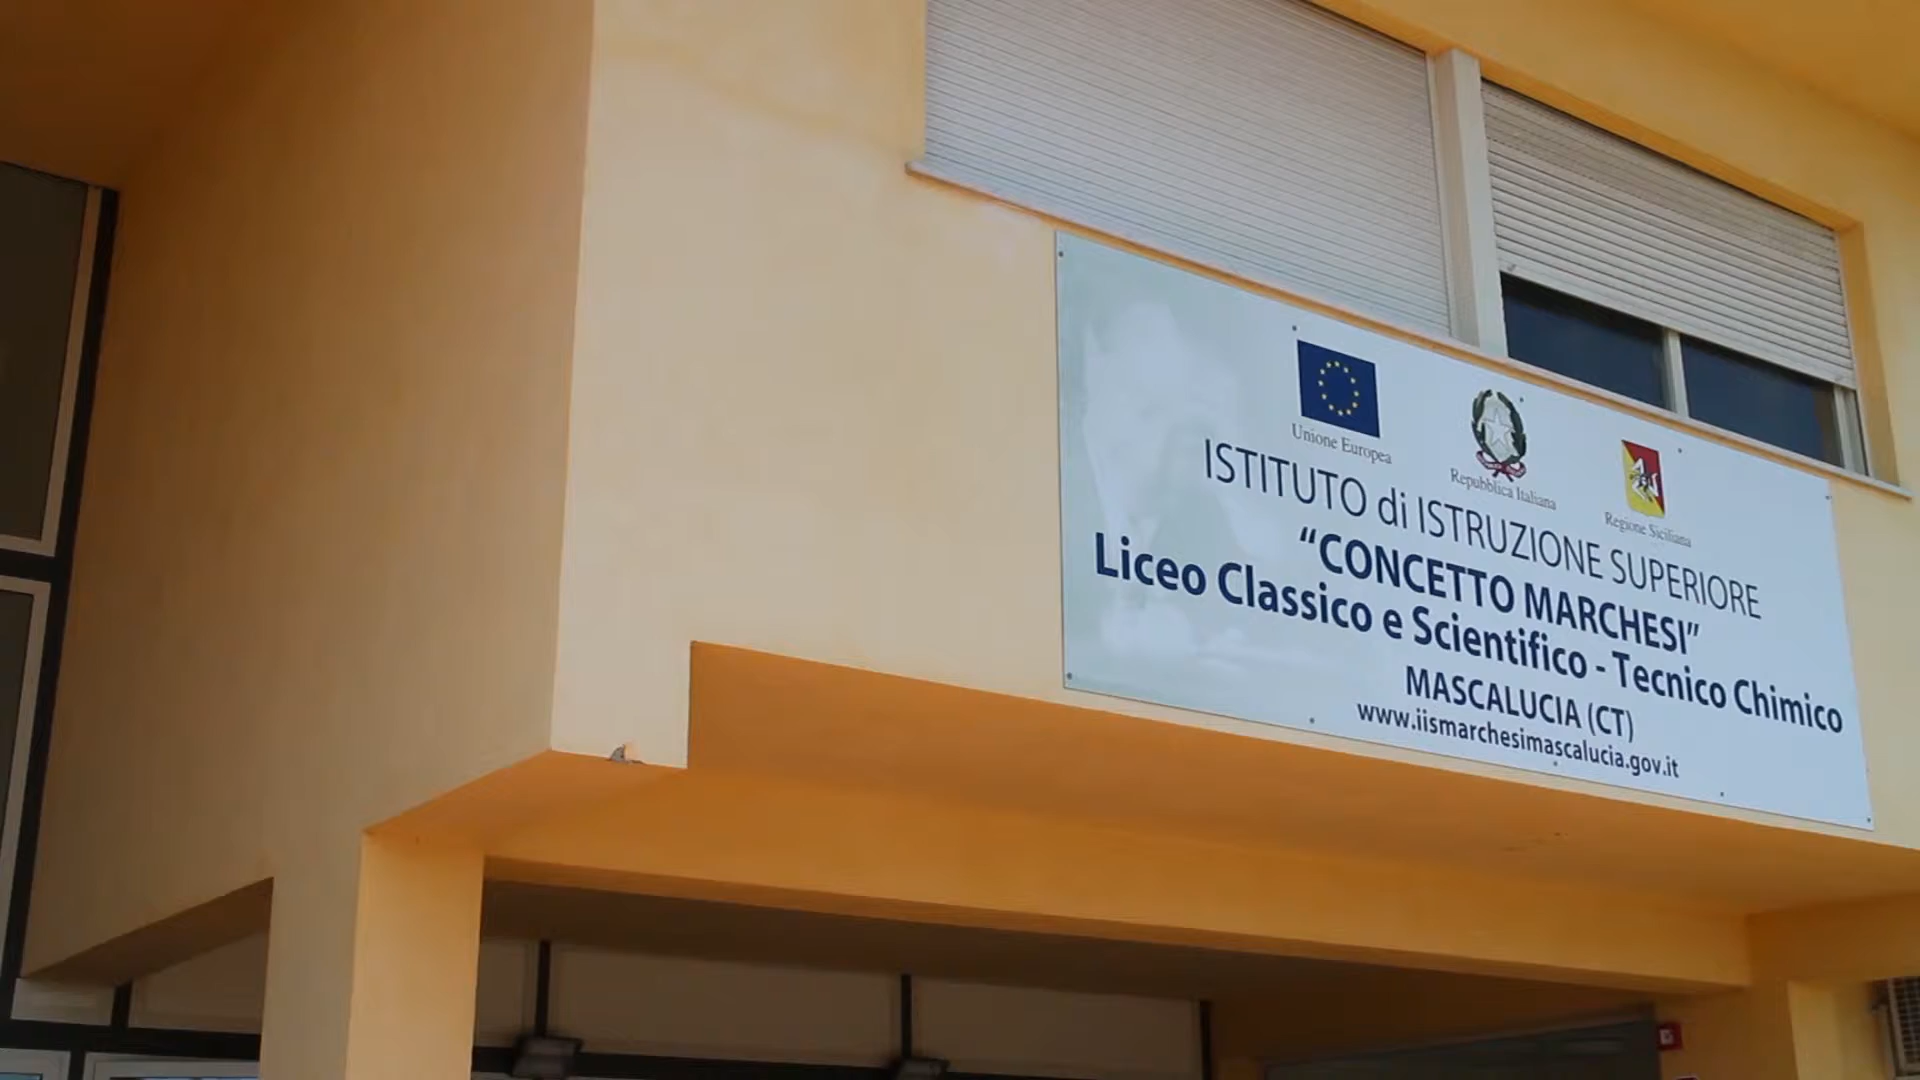 Unione Europea
Repubblica Italiana
Regione Siciliana
ISTITUTO di ISTRUZIONE SUPERIORE
“CONCETTO MARCHESI”
Liceo Classico e Scientifico - Tecnico Chimico
MASCALUCIA (CT)
www.iismarchesimascalucia.gov.it